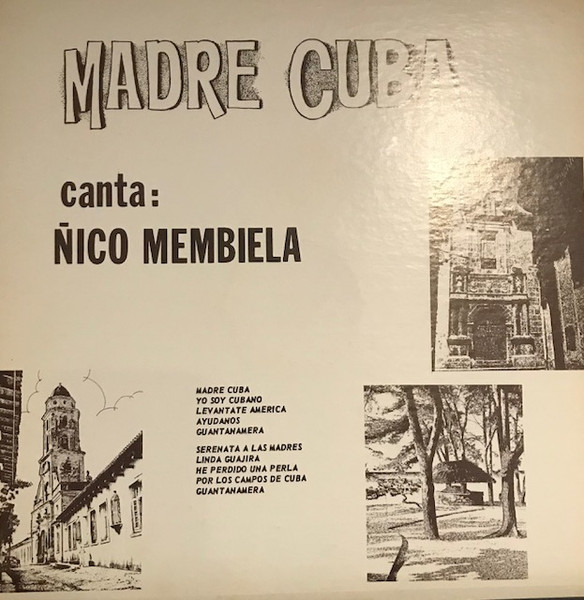 MADRE CUBA
canta:
ÑICO MEMBIELA
MADRE CUBA
YO SOY CUBANO
LEVANTATE AMERICA
AYUDANOS
GUANTANAMERA
SERENATA A LAS MADRES
LINDA GUAJIRA
HE PERDIDO UNA PERLA
POR LOS CAMPOS DE CUBA
GUANTANAMERA